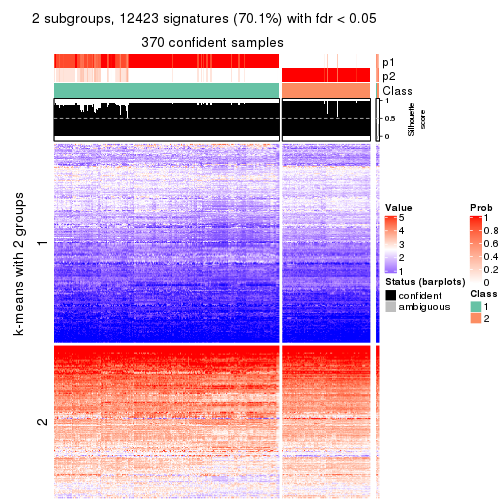 2 subgroups, 12423 signatures (70.1%) with fdr < 0.05
370 confident samples
p1
p2
Class
1
0.5
0
Silhouette
score
k-means with 2 groups
1
2
Value
5
4
3
2
1
Status (barplots)
confident
ambiguous
Prob
1
0.8
0.6
0.4
0.2
0
Class
1
2